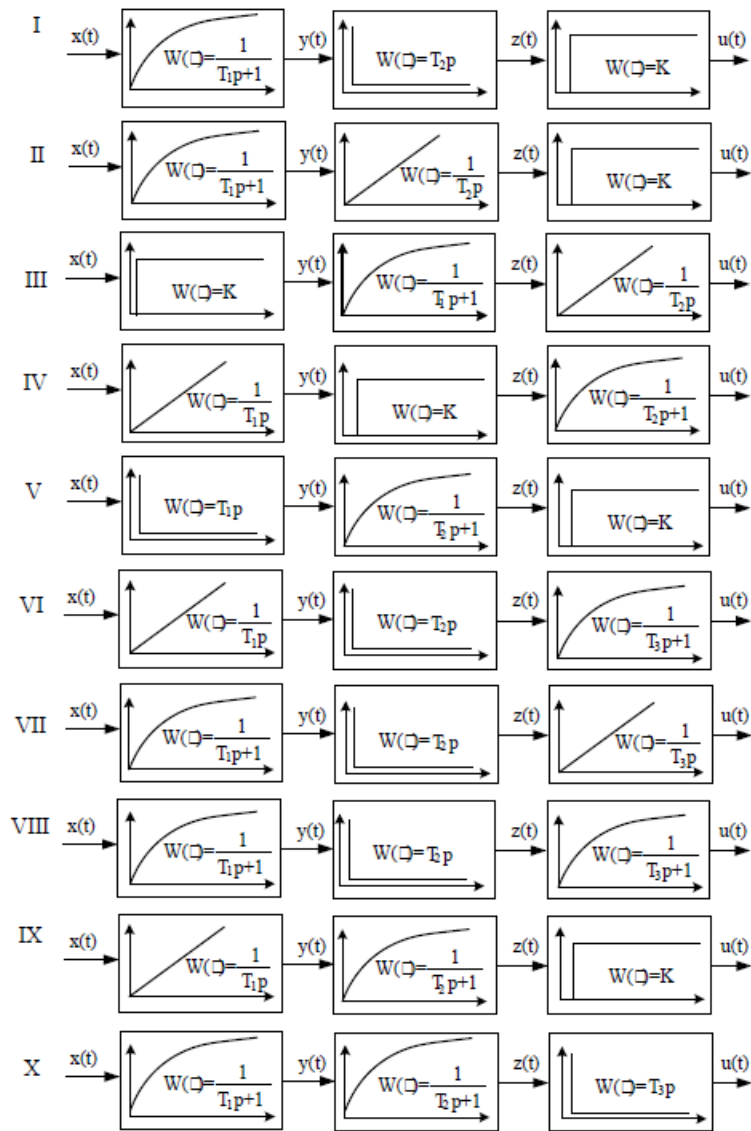 I x(t) W(□)=1/T₁p+1 y(t) W(□)=T₂p z(t) W(□)=K u(t)
II x(t) W(□)=1/T₁p+1 y(t) W(□)=1/T₂p z(t) W(□)=K u(t)
III x(t) W(□)=K y(t) W(□)=1/T₁p+1 z(t) W(□)=1/T₂p u(t)
IV x(t) W(□)=1/T₁p y(t) W(□)=K z(t) W(□)=1/T₂p+1 u(t)
V x(t) W(□)=T₁p y(t) W(□)=1/T₂p+1 z(t) W(□)=K u(t)
VI x(t) W(□)=1/T₁p y(t) W(□)=T₂p z(t) W(□)=1/T₃p+1 u(t)
VII x(t) W(□)=1/T₁p+1 y(t) W(□)=T₂p z(t) W(□)=1/T₃p u(t)
VIII x(t) W(□)=1/T₁p+1 y(t) W(□)=T₂p z(t) W(□)=1/T₃p+1 u(t)
IX x(t) W(□)=1/T₁p y(t) W(□)=1/T₂p+1 z(t) W(□)=K u(t)
X x(t) W(□)=1/T₁p+1 y(t) W(□)=1/T₂p+1 z(t) W(□)=T₃p u(t)